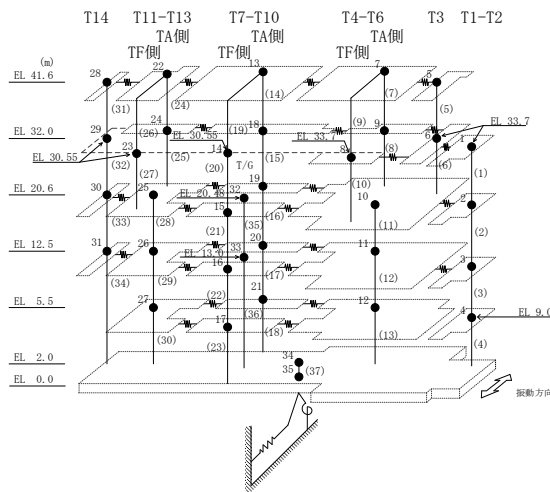 T14 T11-T13 T7-T10 T4-T6 T3 T1-T2
TA側 TA側 TA側
TF側 TF側 TF側
(m)
EL 41.6 28 22 13 7 5
(31) (24) (14) (7) (5)
EL 32.0 29 24 18 9 6 EL 33.7
(26) EL 30.55 (19) EL 33.7 (9) 1
EL 30.55 23 14 8 (8)
(32) (25) (20) T/G (15) (6) (1)
(27) 19 (10)
EL 20.6 30 25 EL 20.48 32 10 2
(33) (28) 15 (35) (16) (11) (2)
(21) 20
EL 12.5 31 26 EL 13.0 33 11 3
(34) (29) 16 (17) (12) (3)
(22) 21
EL 5.5 27 (36) 12 4 EL 9.0
(30) 17 (18) (13) (4)
(23)
EL 2.0 34
EL 0.0 35 (37)
振動方向